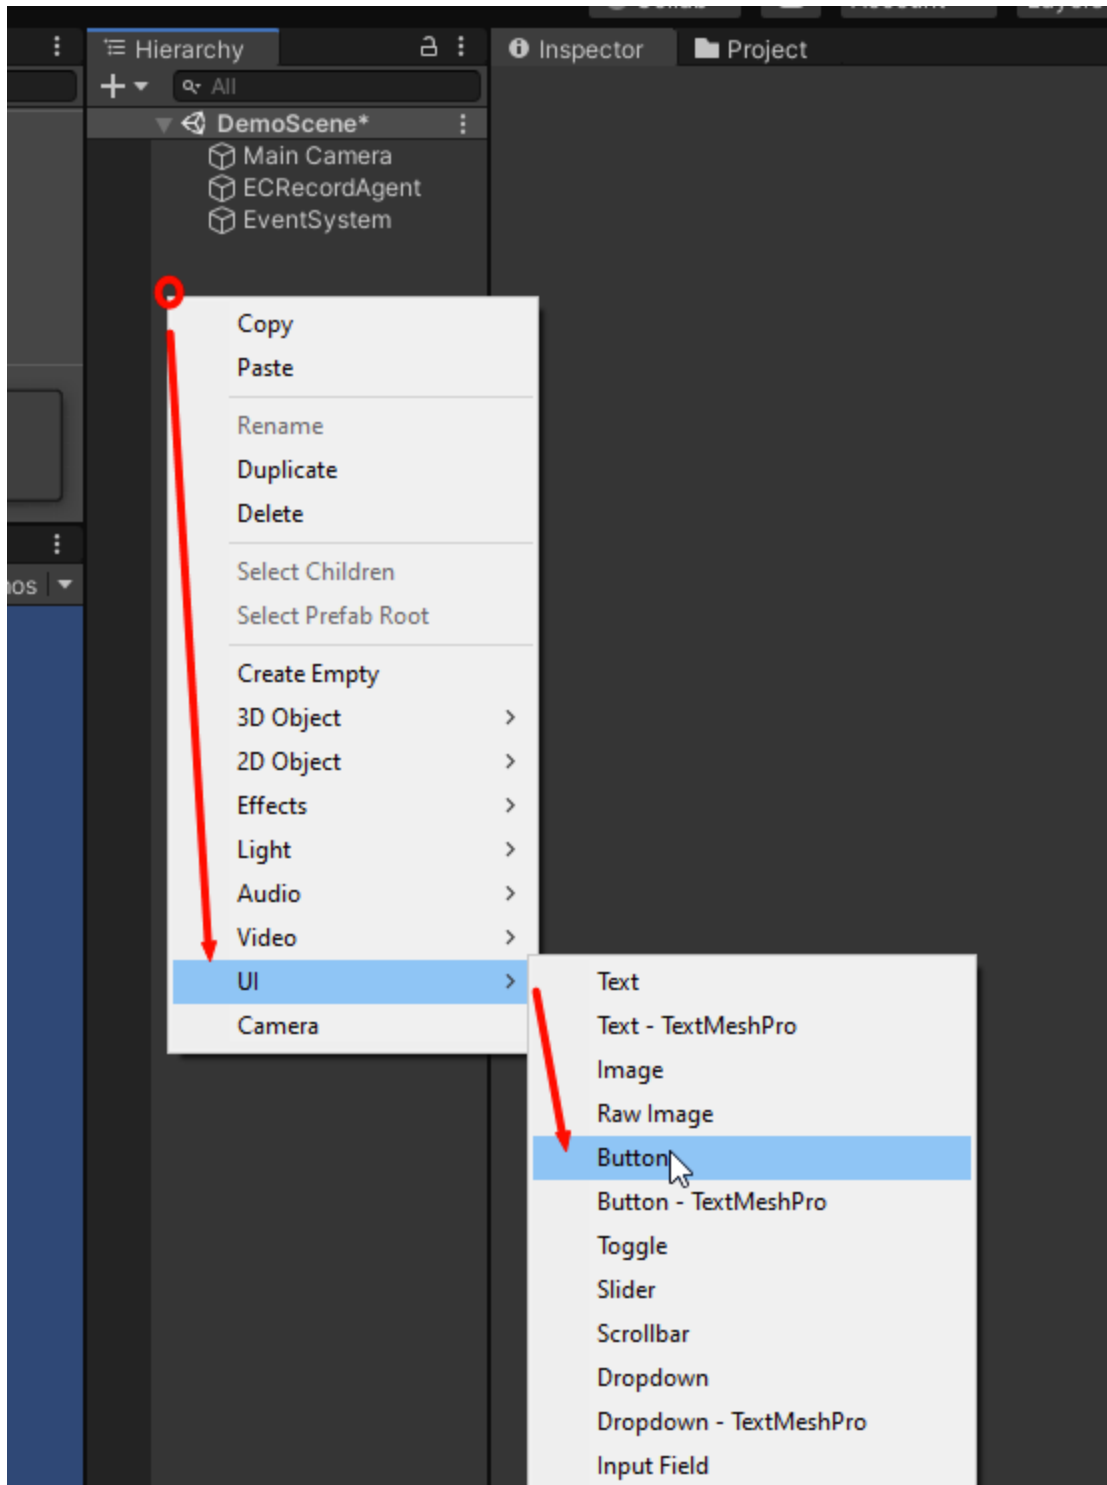 Hierarchy
Inspector
Project
All
DemoScene*
Main Camera
ECRecordAgent
EventSystem
Copy
Paste
Rename
Duplicate
Delete
Select Children
Select Prefab Root
Create Empty
3D Object
2D Object
Effects
Light
Audio
Video
UI
Camera
Text
Text - TextMeshPro
Image
Raw Image
Button
Button - TextMeshPro
Toggle
Slider
Scrollbar
Dropdown
Dropdown - TextMeshPro
Input Field